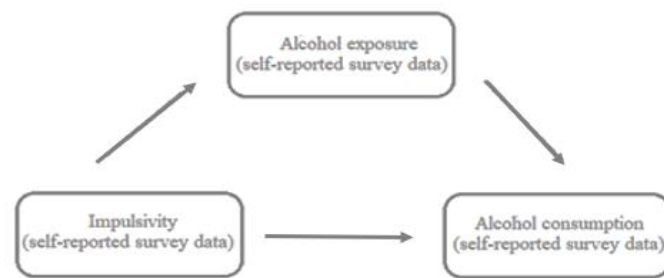 Alcohol exposure
(self-reported survey data)
Impulsivity
(self-reported survey data)
Alcohol consumption
(self-reported survey data)